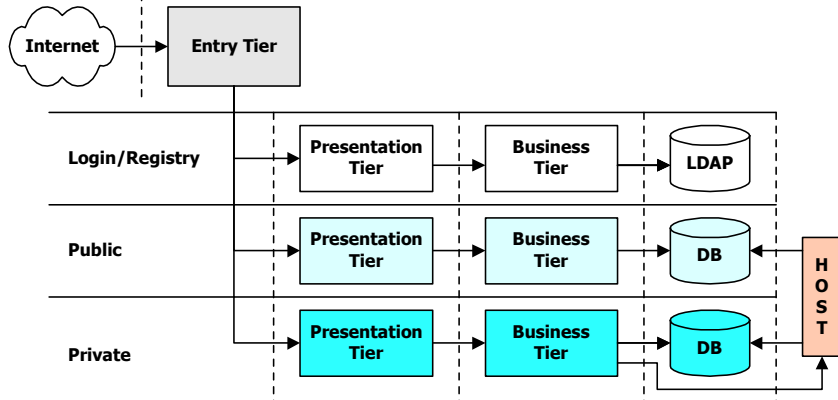 Internet
Entry Tier
Login/Registry
Presentation
Tier
Business
Tier
LDAP
Public
Presentation
Tier
Business
Tier
DB
Private
Presentation
Tier
Business
Tier
DB
H
O
S
T